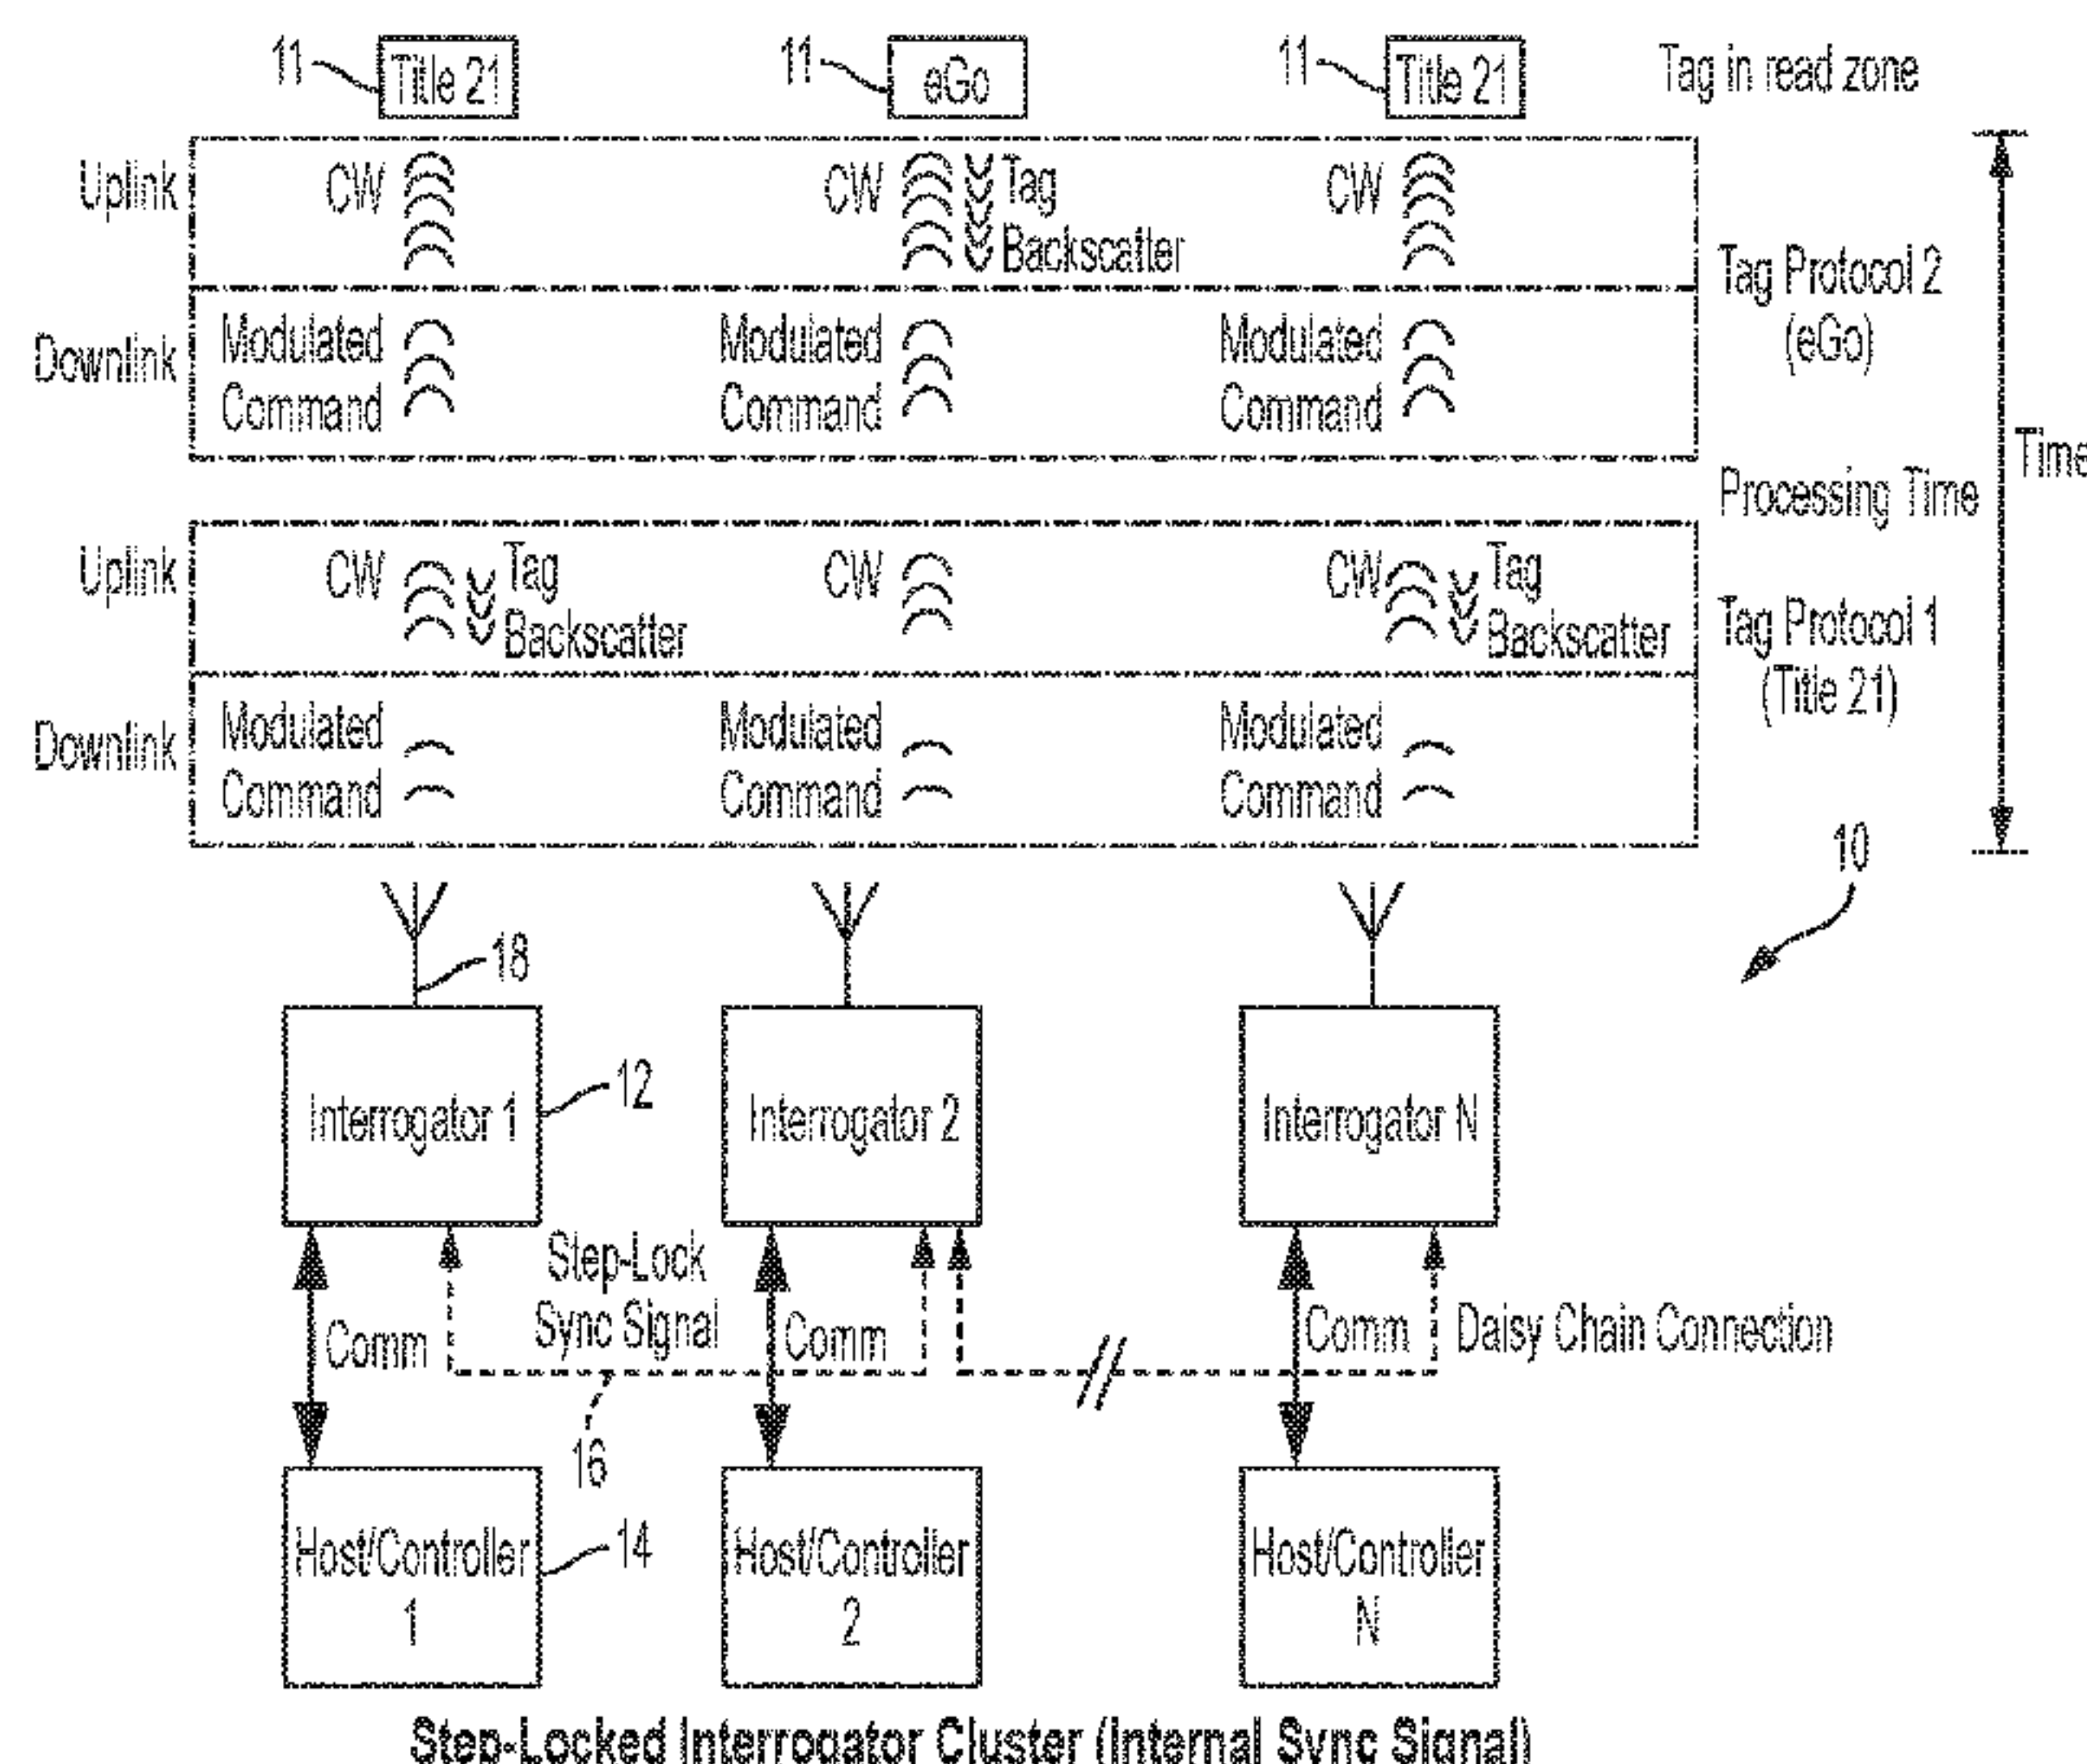 11 Title 21 11 eGo 11 Title 21 Tag in read zone
Uplink CW CW Tag CW
Backscatter
Tag Protocol 2
(eGo)
Downlink Modulated Modulated Modulated
Command Command Command
Time
Processing Time
Uplink CW Tag CW CW Tag
Backscatter Backscatter
Tag Protocol 1
(Title 21)
Downlink Modulated Modulated Modulated
Command Command Command
10
18
12
Interrogator 1 Interrogator 2 Interrogator N
Step-Lock
Sync Signal
Comm Comm Comm Daisy Chain Connection
16
14
Host/Controller Host/Controller Host/Controller
1 2 N
Step-Locked Interrogator Cluster (Internal Sync Signal)